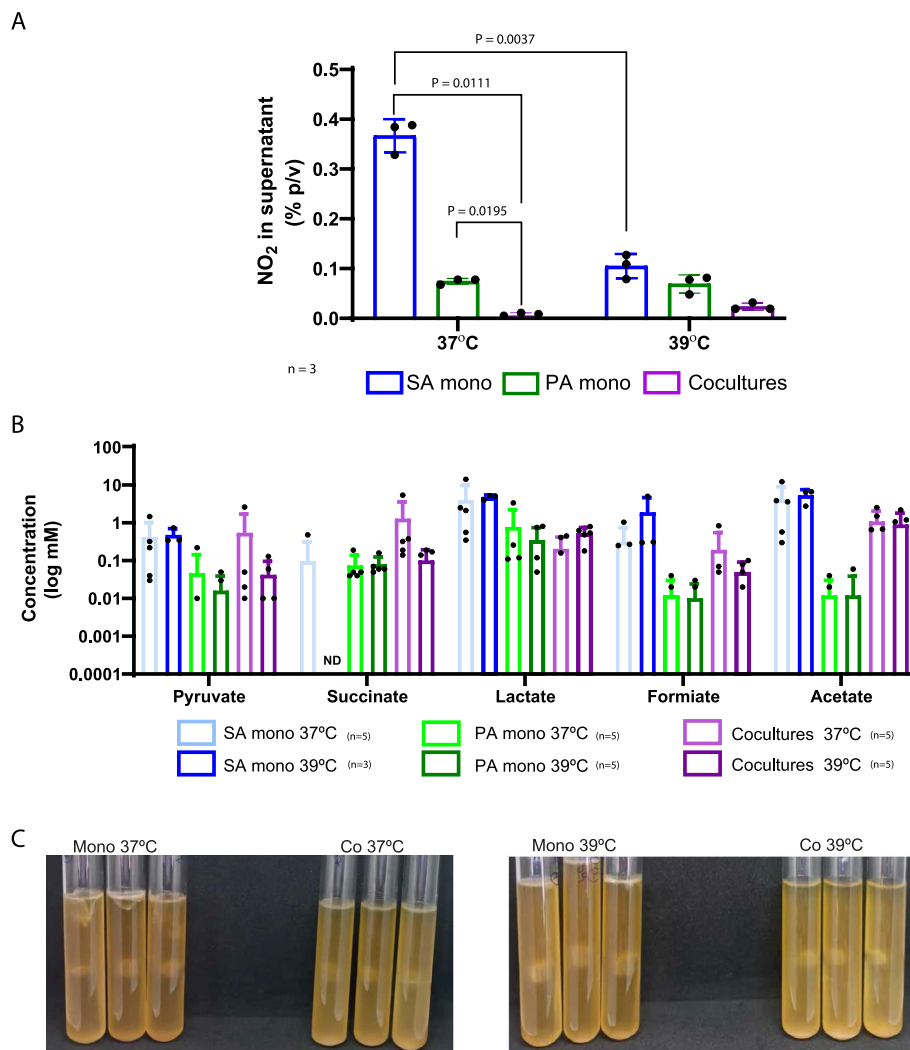 A
P = 0.0037
P = 0.0111
P = 0.0195
NO2 in supernatant
(% p/v)
0.5
0.4
0.3
0.2
0.1
0.0
37ºC
39ºC
n = 3
SA mono
PA mono
Cocultures
B
Concentration
(log mM)
100
10
1
0.1
0.01
0.001
0.0001
ND
Pyruvate
Succinate
Lactate
Formiate
Acetate
SA mono 37ºC (n=5)
PA mono 37ºC (n=5)
Cocultures 37ºC (n=5)
SA mono 39ºC (n=3)
PA mono 39ºC (n=5)
Cocultures 39ºC (n=5)
C
Mono 37ºC
Co 37ºC
Mono 39ºC
Co 39ºC